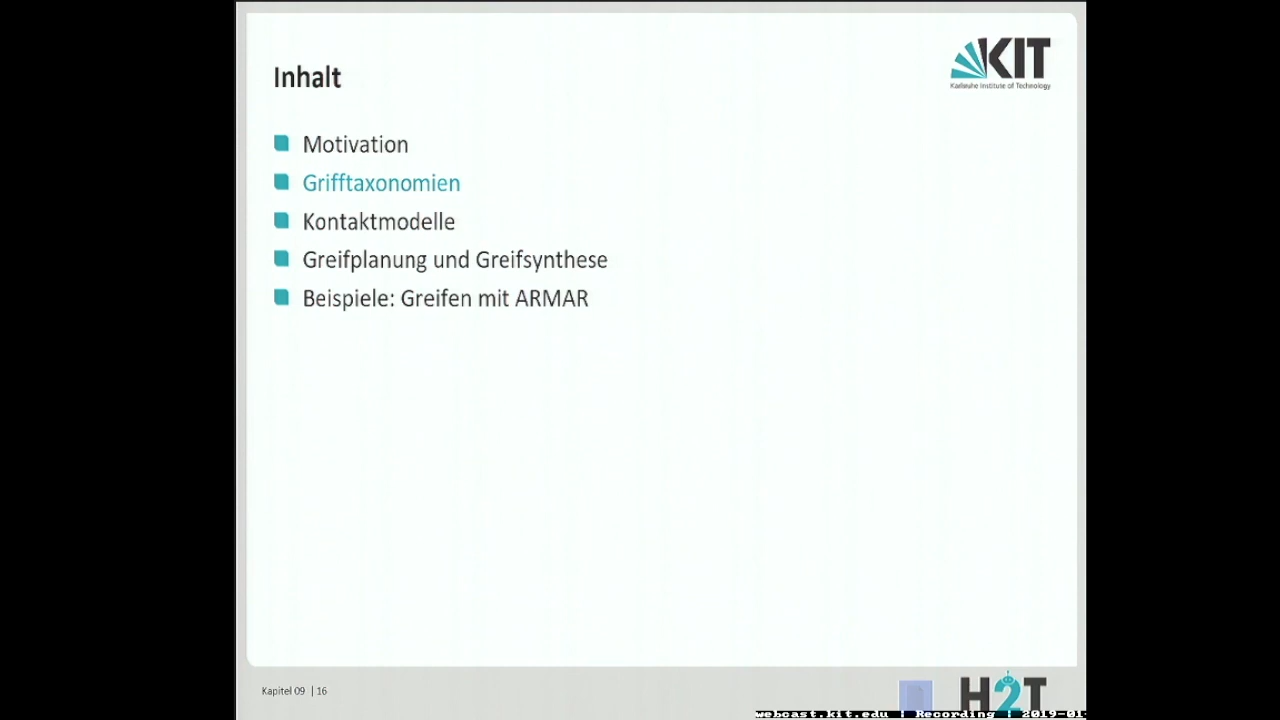 KIT
Karlsruhe Institute of Technology
Inhalt
Motivation
Grifftaxonomien
Kontaktmodelle
Greifplanung und Greifsynthese
Beispiele: Greifen mit ARMAR
Kapitel 09 | 16
H2T
webcast.kit.edu | Recording | 2019-01